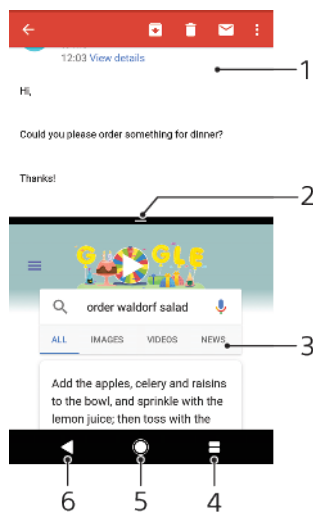 12:03 View details
1
Hi,
Could you please order something for dinner?
Thanks!
2
GOOGLE
order waldorf salad
ALL IMAGES VIDEOS NEWS
3
Add the apples, celery and raisins
to the bowl, and sprinkle with the
lemon juice; then toss with the
6 5 4